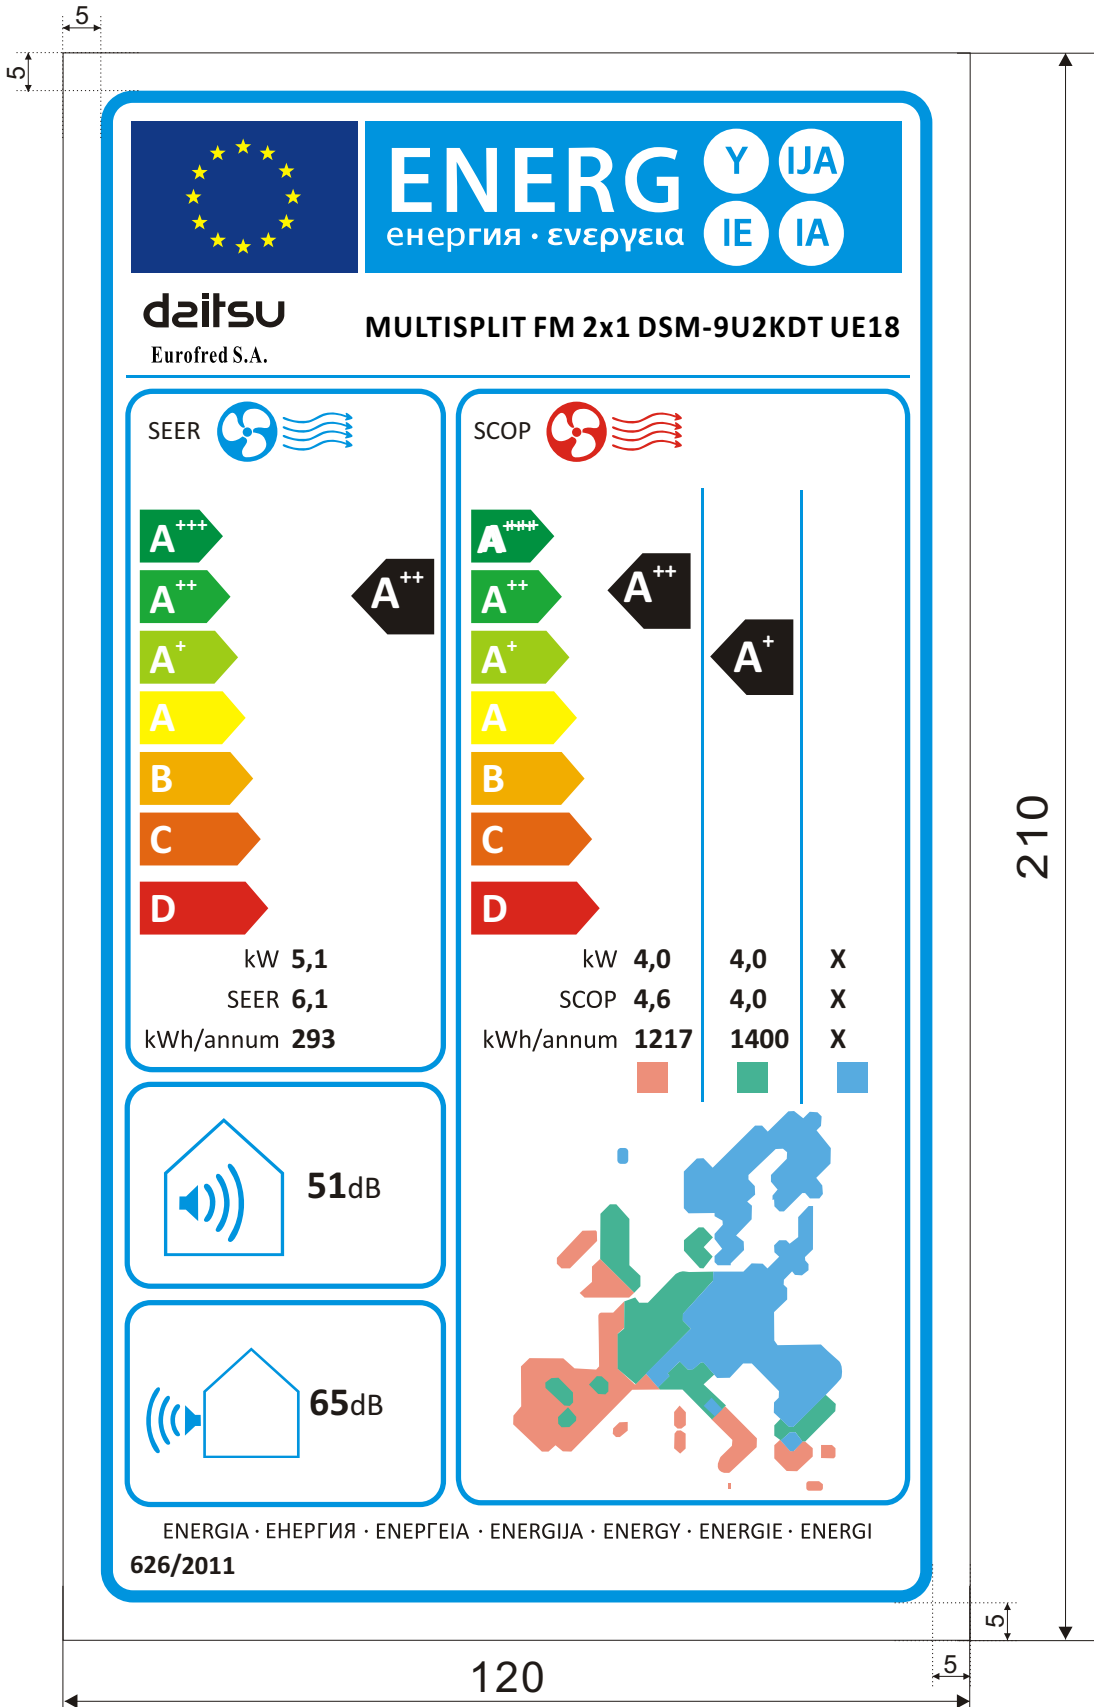 5
5
ENERG
Y IJA
IE IA
енергия · ενεργεια
daitsu
Eurofred S.A.
MULTISPLIT FM 2x1 DSM-9U2KDT UE18
SEER
A+++
A++
A+
A
B
C
D
A++
kW 5,1
SEER 6,1
kWh/annum 293
SCOP
A++
A+
A
B
C
D
A++
A+
kW 4,0 4,0 X
SCOP 4,6 4,0 X
kWh/annum 1217 1400 X
51dB
65dB
ENERGIA · ЕНЕРГИЯ · ΕΝΕΡΓΕΙΑ · ENERGIJA · ENERGY · ENERGIE · ENERGI
626/2011
210
5
5
120